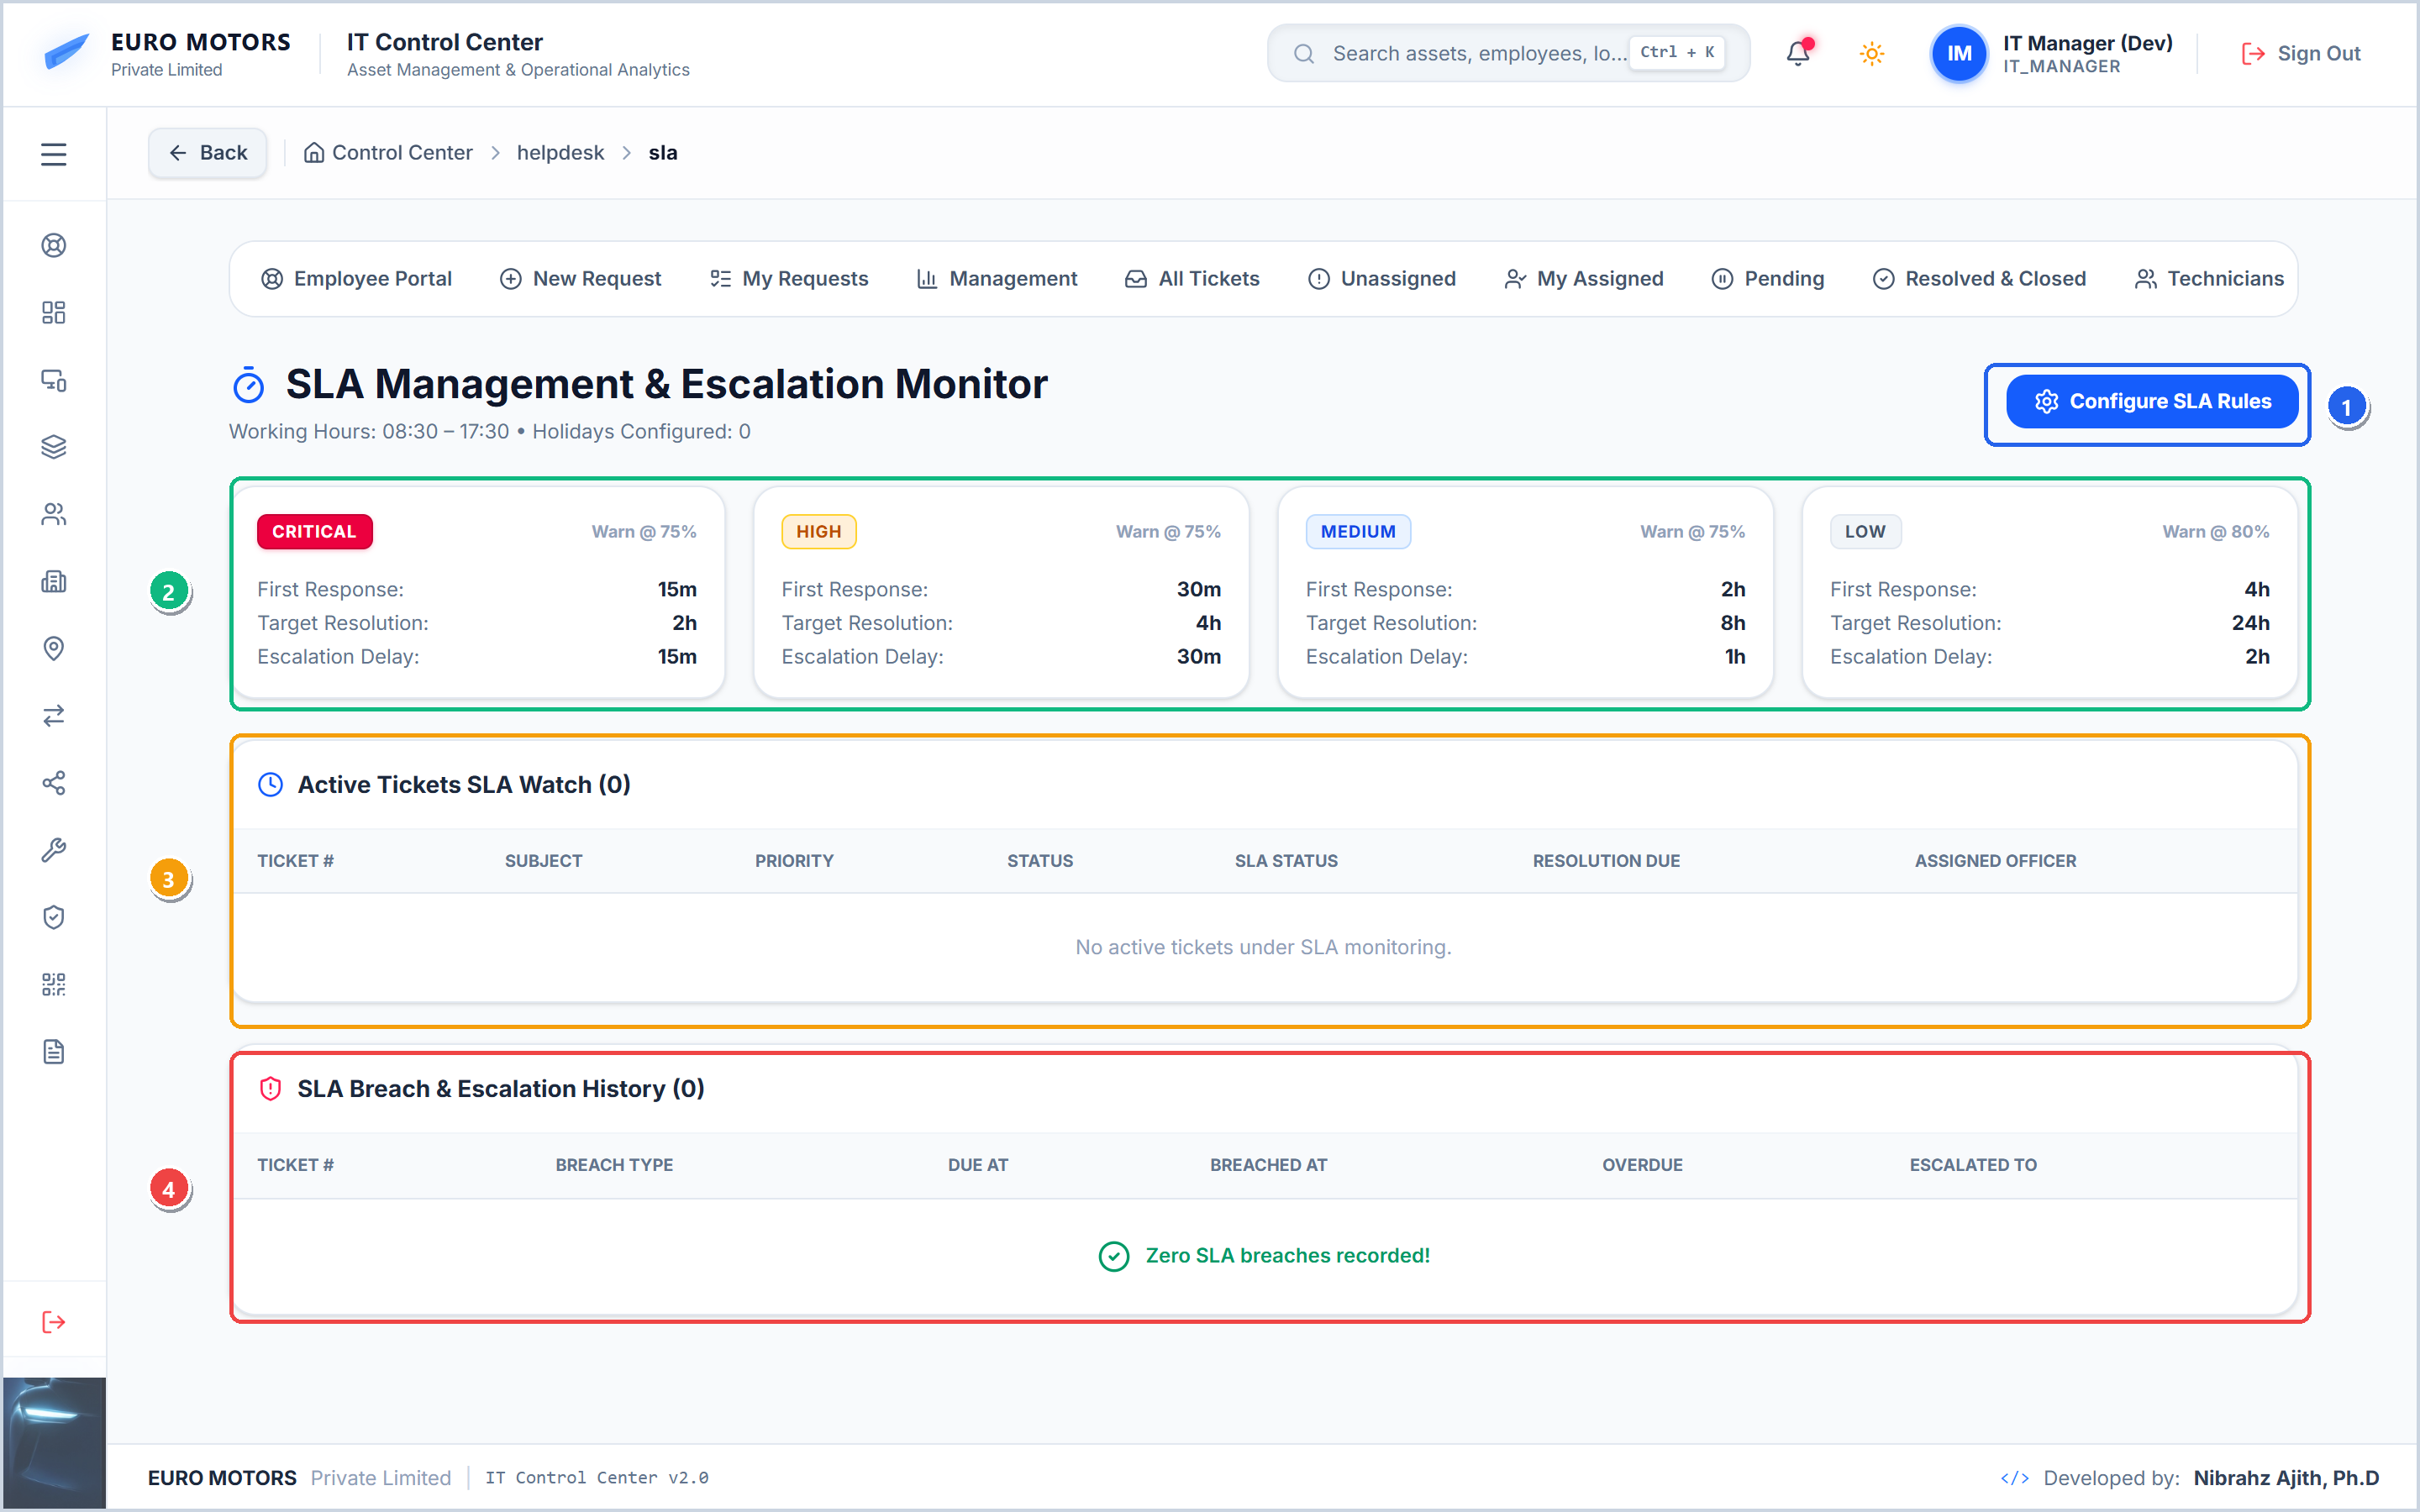 EURO MOTORS
Private Limited
IT Control Center
Asset Management & Operational Analytics
Search assets, employees, lo... Ctrl + K
IM
IT Manager (Dev)
IT_MANAGER
Sign Out
Back
Control Center > helpdesk > sla
Employee Portal New Request My Requests Management All Tickets Unassigned My Assigned Pending Resolved & Closed Technicians
SLA Management & Escalation Monitor
Working Hours: 08:30 – 17:30 • Holidays Configured: 0
Configure SLA Rules
1
2
CRITICAL Warn @ 75%
First Response: 15m
Target Resolution: 2h
Escalation Delay: 15m
HIGH Warn @ 75%
First Response: 30m
Target Resolution: 4h
Escalation Delay: 30m
MEDIUM Warn @ 75%
First Response: 2h
Target Resolution: 8h
Escalation Delay: 1h
LOW Warn @ 80%
First Response: 4h
Target Resolution: 24h
Escalation Delay: 2h
3
Active Tickets SLA Watch (0)
TICKET # SUBJECT PRIORITY STATUS SLA STATUS RESOLUTION DUE ASSIGNED OFFICER
No active tickets under SLA monitoring.
4
SLA Breach & Escalation History (0)
TICKET # BREACH TYPE DUE AT BREACHED AT OVERDUE ESCALATED TO
Zero SLA breaches recorded!
EURO MOTORS Private Limited IT Control Center v2.0
</> Developed by: Nibrahz Ajith, Ph.D